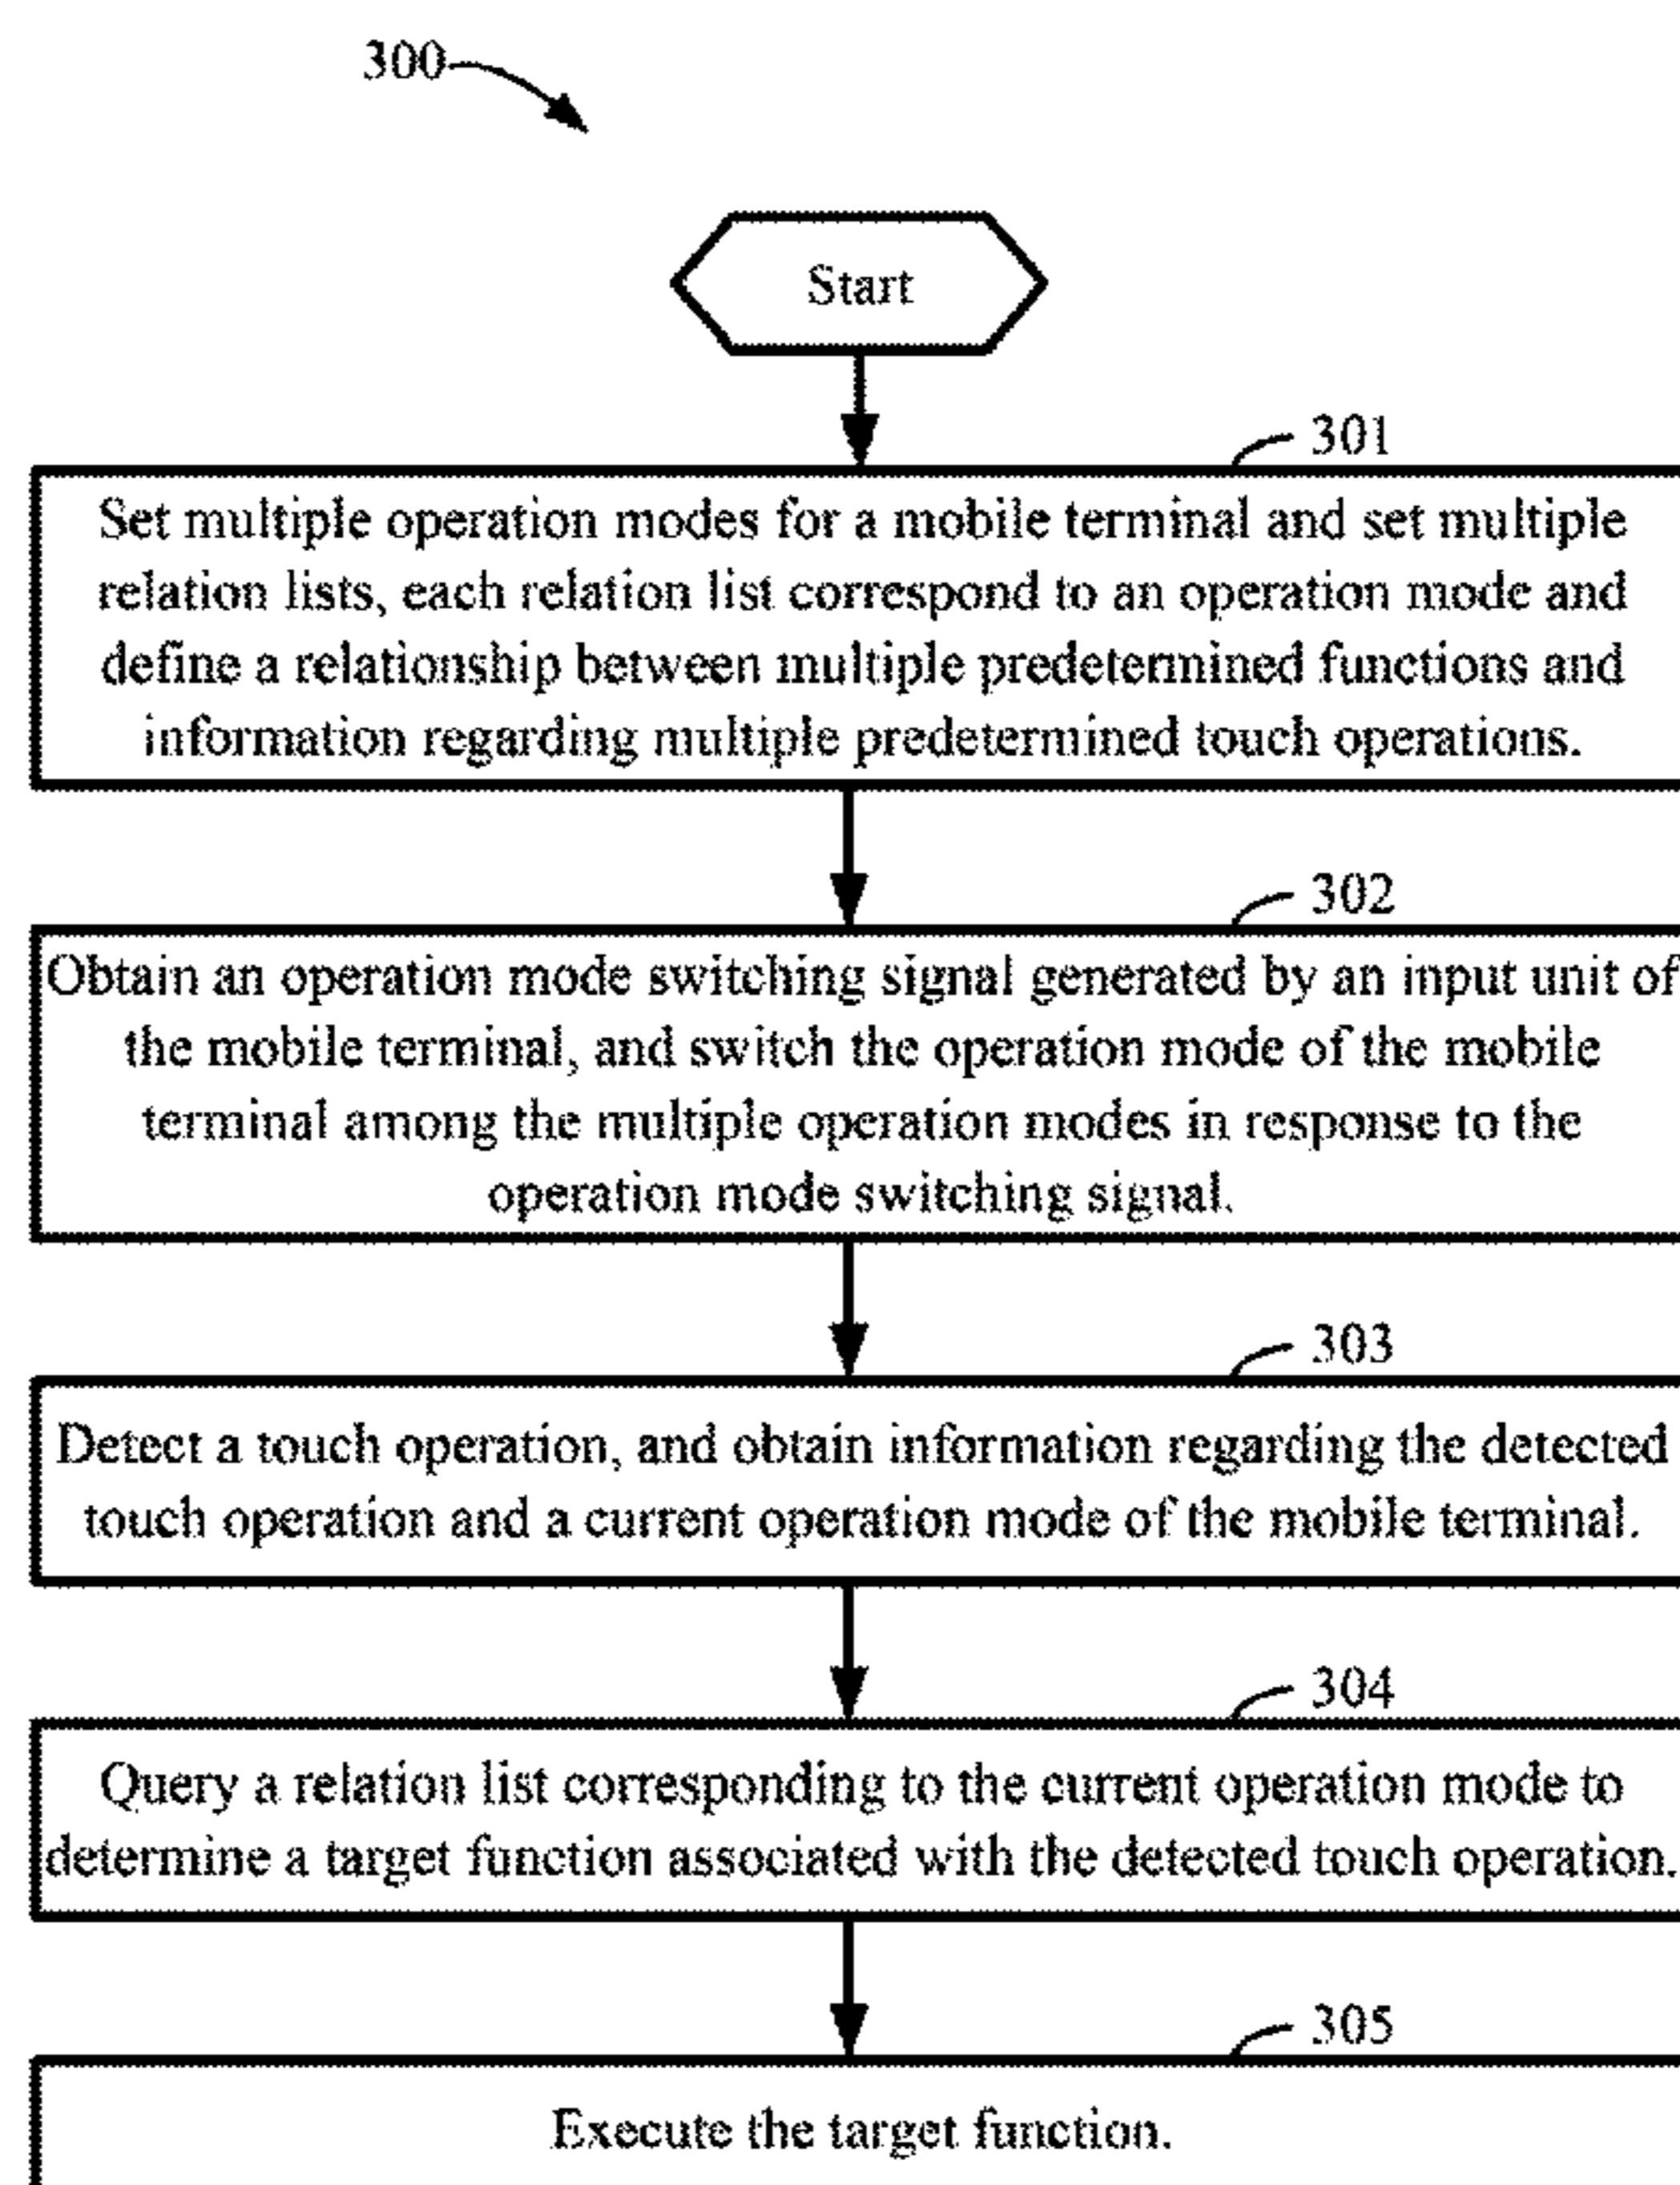 300
Start
301
Set multiple operation modes for a mobile terminal and set multiple
relation lists, each relation list correspond to an operation mode and
define a relationship between multiple predetermined functions and
information regarding multiple predetermined touch operations.
302
Obtain an operation mode switching signal generated by an input unit of
the mobile terminal, and switch the operation mode of the mobile
terminal among the multiple operation modes in response to the
operation mode switching signal.
303
Detect a touch operation, and obtain information regarding the detected
touch operation and a current operation mode of the mobile terminal.
304
Query a relation list corresponding to the current operation mode to
determine a target function associated with the detected touch operation.
305
Execute the target function.